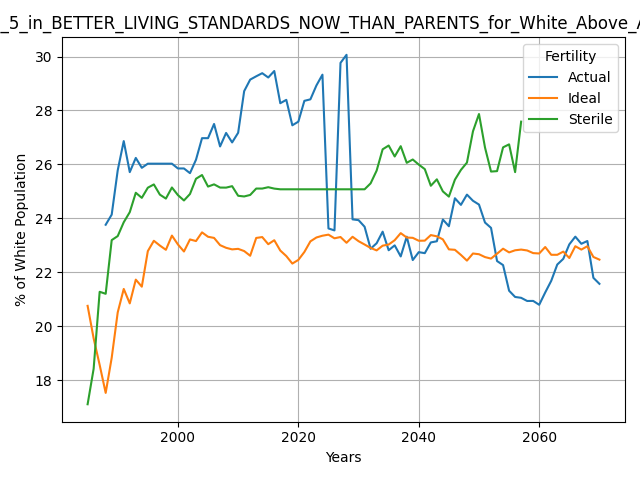 _5_in_BETTER_LIVING_STANDARDS_NOW_THAN_PARENTS_for_White_Above_
Fertility
Actual
Ideal
Sterile
% of White Population
30
28
26
24
22
20
18
2000
2020
2040
2060
Years